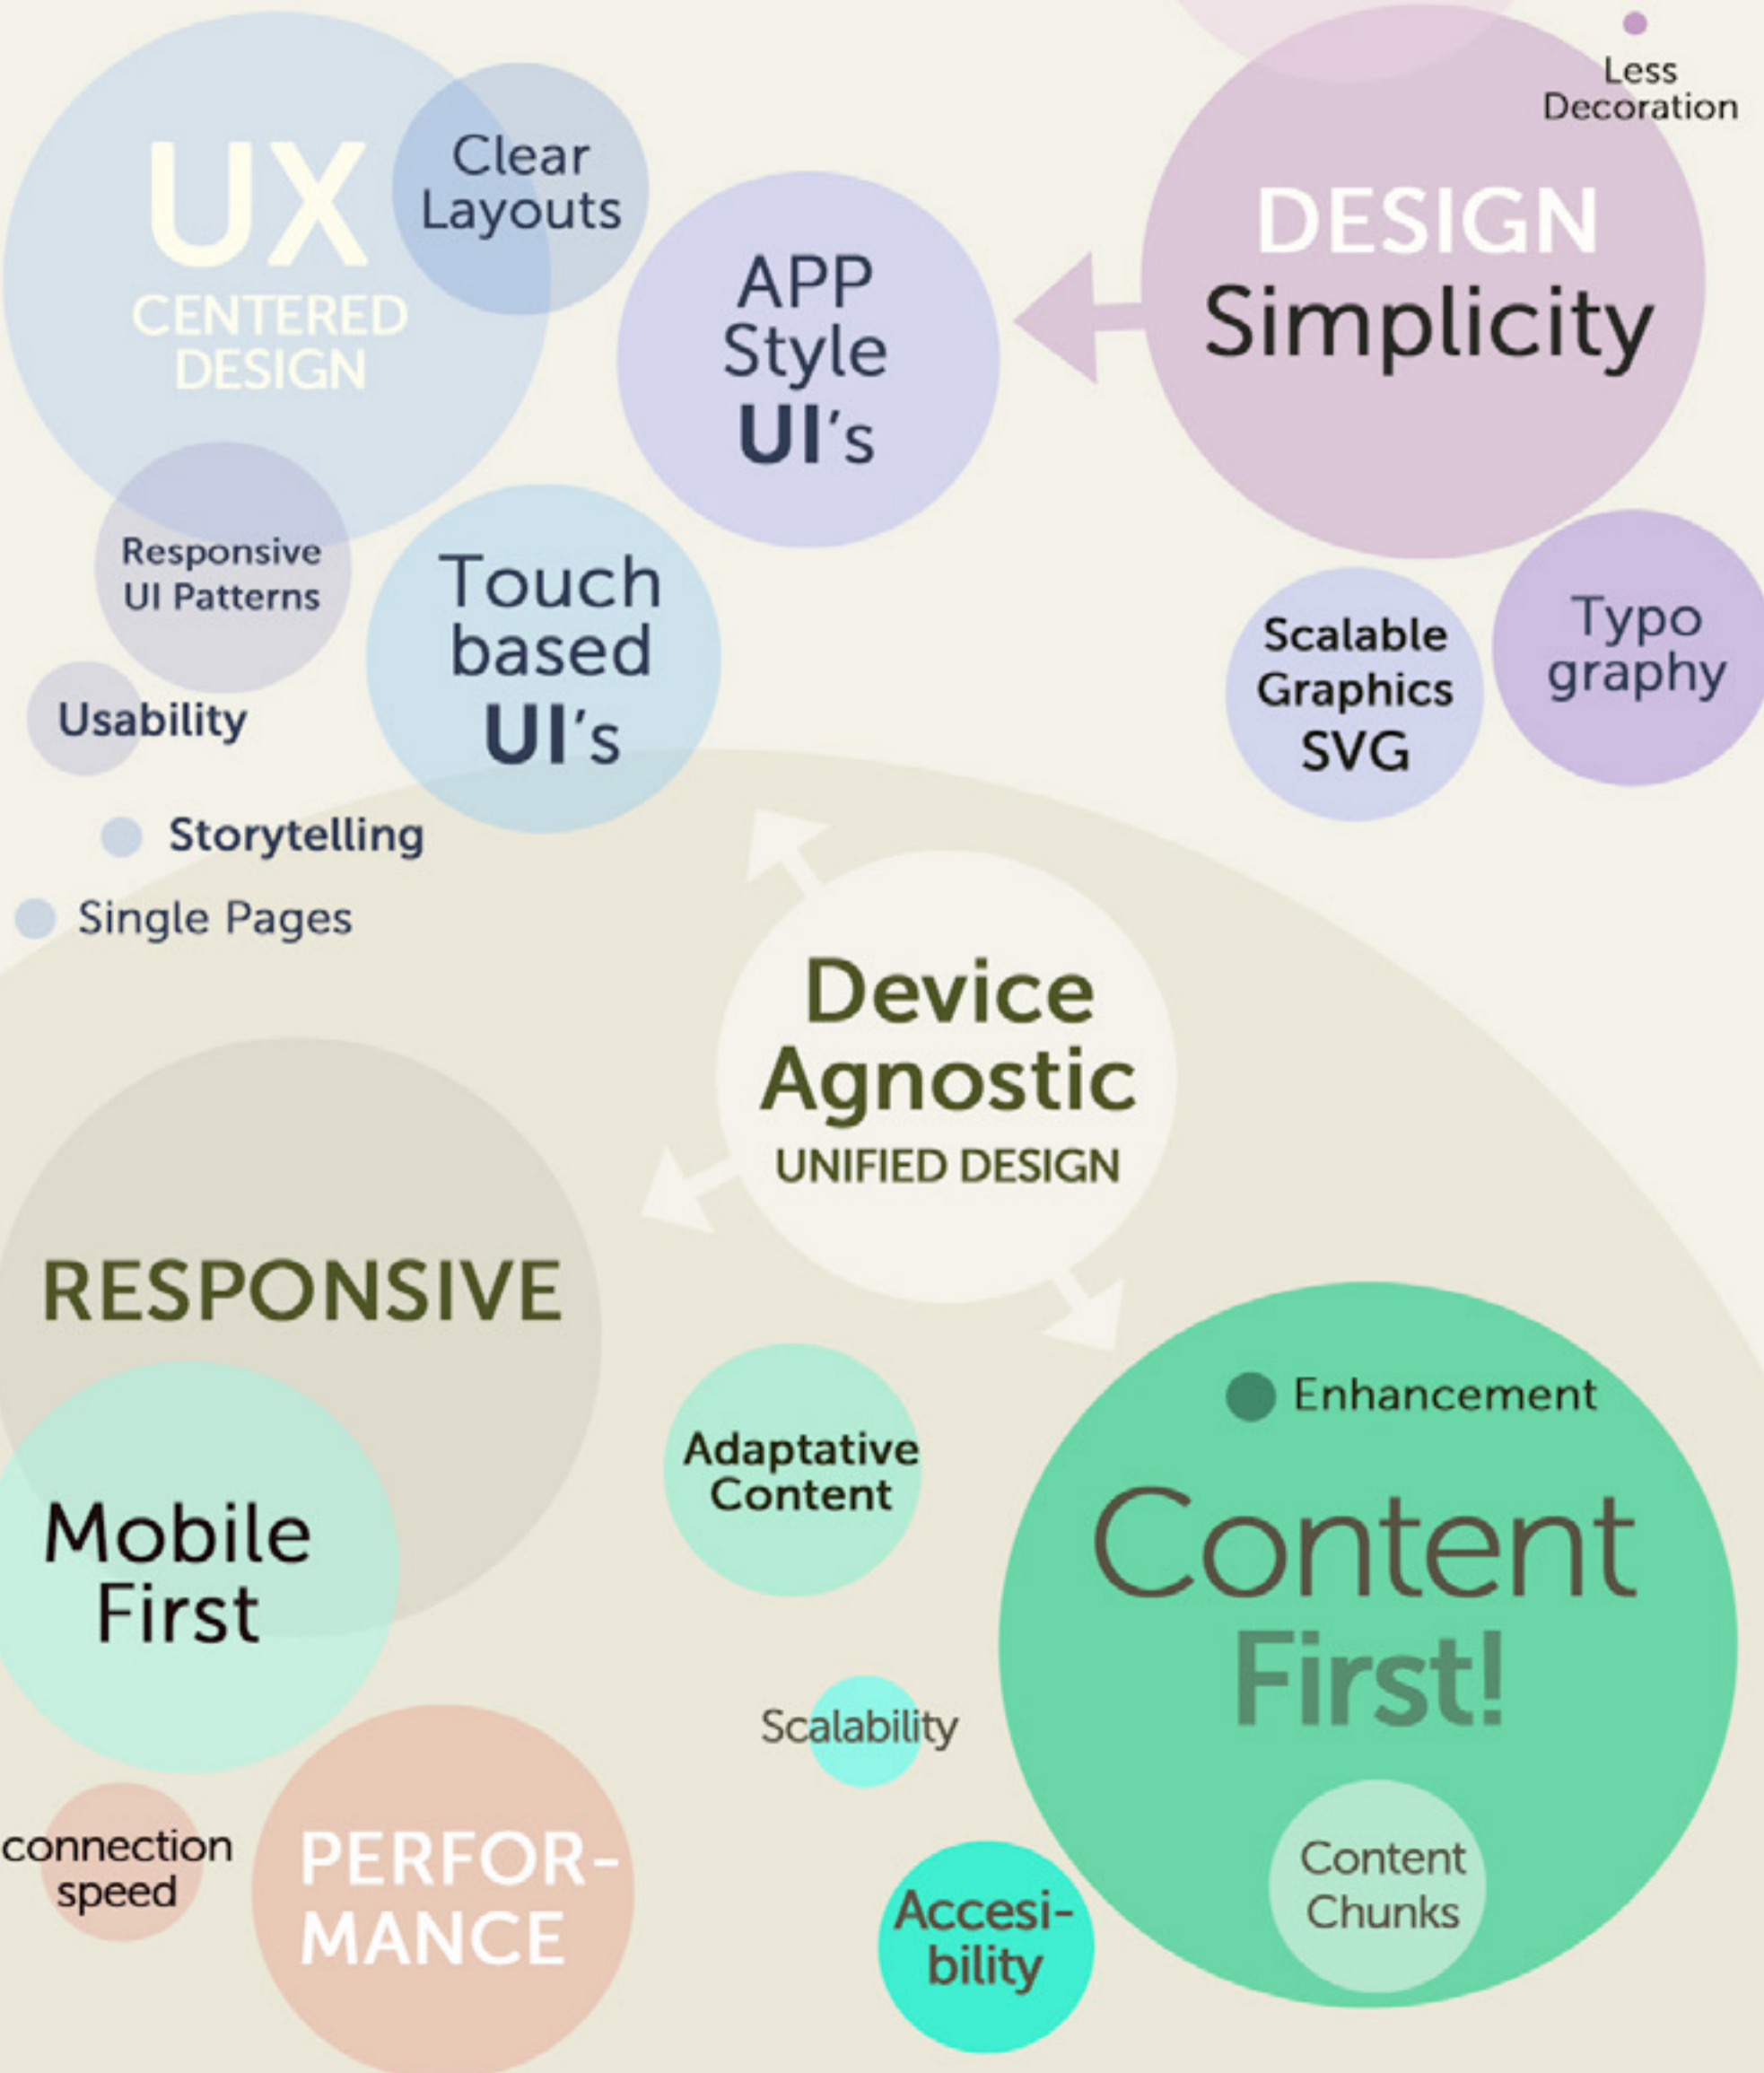 UX
CENTERED
DESIGN
Clear
Layouts
APP
Style
UI's
Less
Decoration
DESIGN
Simplicity
Responsive
UI Patterns
Touch
based
UI's
Scalable
Graphics
SVG
Typo
graphy
Usability
Storytelling
Single Pages
Device
Agnostic
UNIFIED DESIGN
RESPONSIVE
Mobile
First
Adaptative
Content
Enhancement
Content
First!
Scalability
connection
speed
PERFOR-
MANCE
Accesi-
bility
Content
Chunks